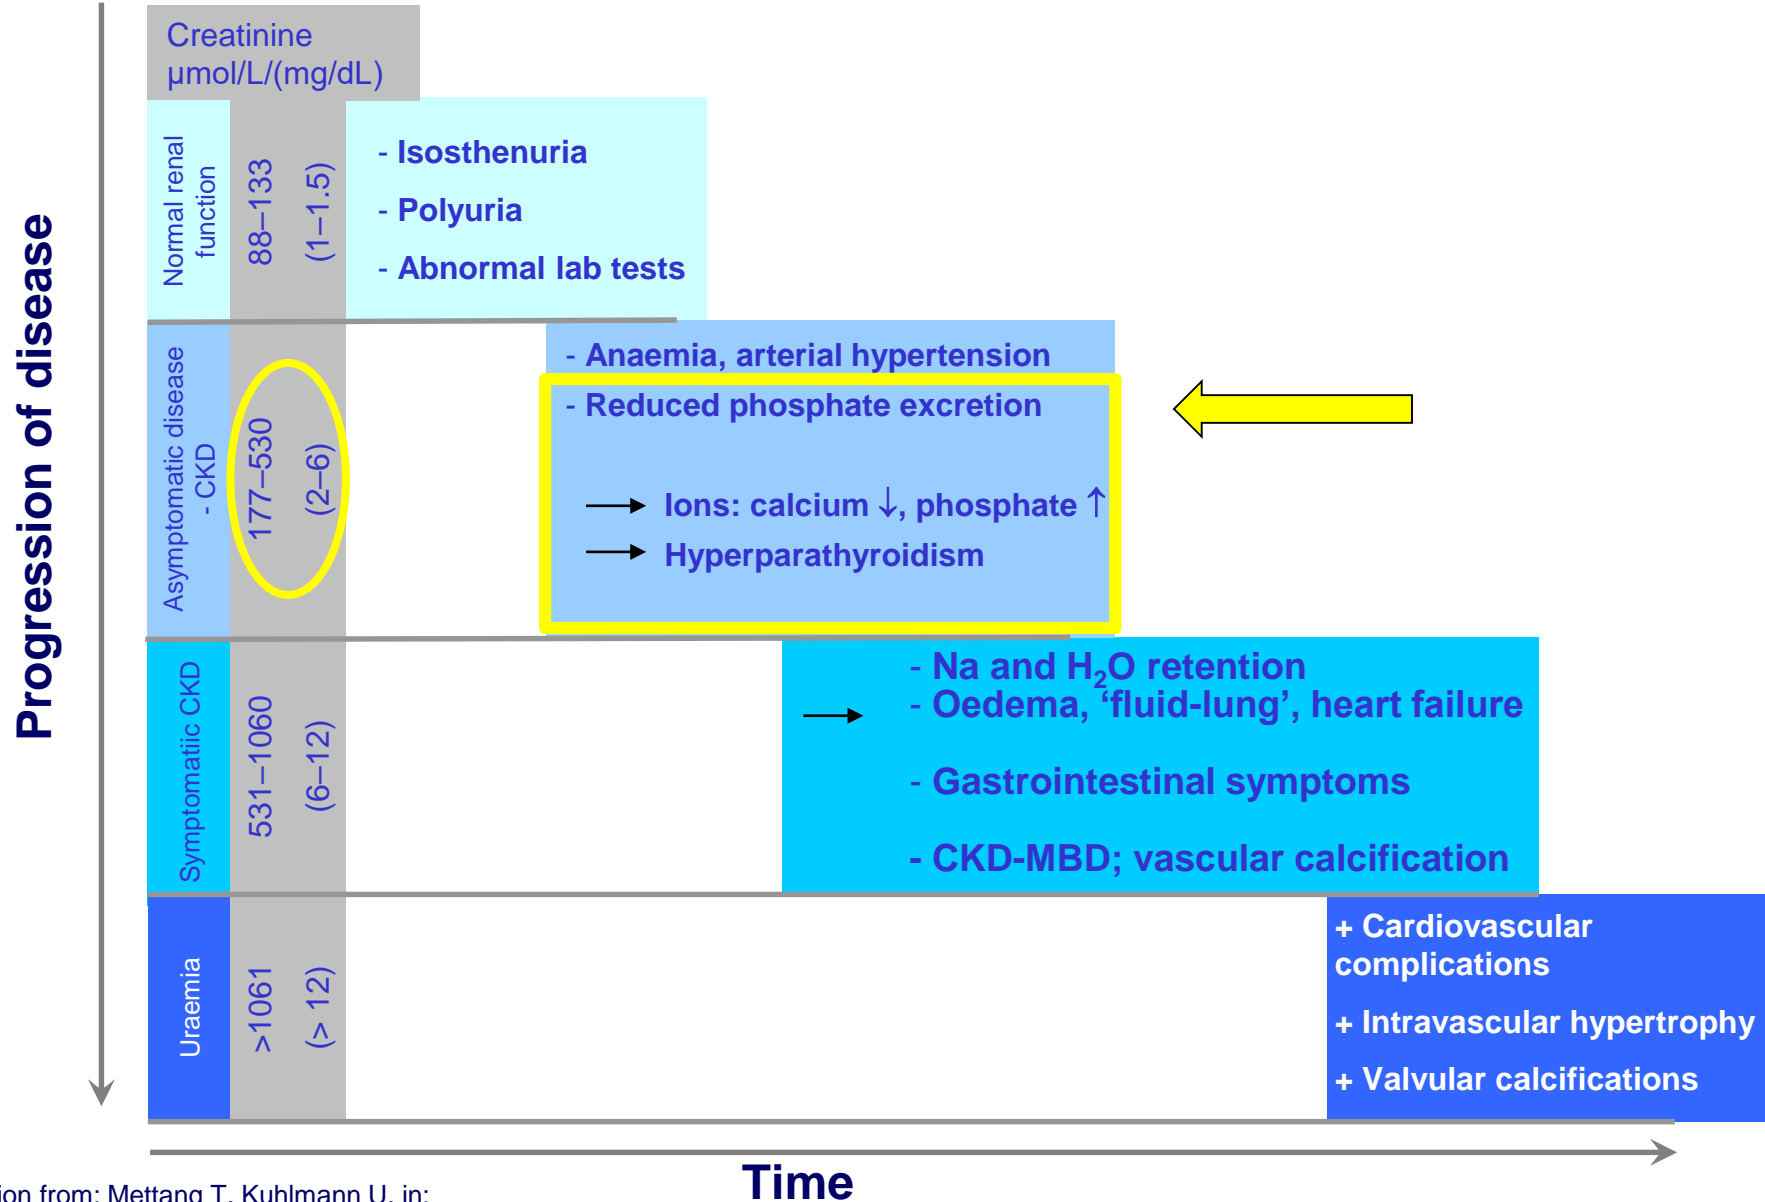 Creatinine
µmol/L/(mg/dL)
Progression of disease
Normal renal
function
88–133
(1–1.5)
- Isosthenuria
- Polyuria
- Abnormal lab tests
Asymptomatic disease
- CKD
177–530
(2–6)
- Anaemia, arterial hypertension
- Reduced phosphate excretion
Ions: calcium ↓, phosphate ↑
Hyperparathyroidism
Symptomatiic CKD
531–1060
(6–12)
- Na and H₂O retention
- Oedema, ‘fluid-lung’, heart failure
- Gastrointestinal symptoms
- CKD-MBD; vascular calcification
Uraemia
>1061
(> 12)
+ Cardiovascular
complications
+ Intravascular hypertrophy
+ Valvular calcifications
Time
from: Mettang T, Kuhlmann U, in: